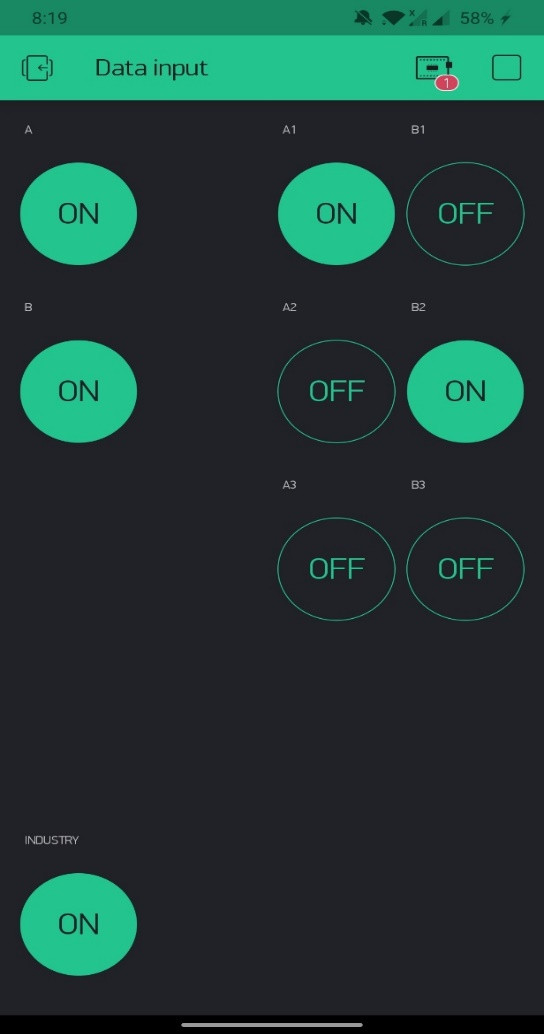 8:19 58%
Data input
1
A A1 B1
ON ON OFF
B A2 B2
ON OFF ON
A3 B3
OFF OFF
INDUSTRY
ON